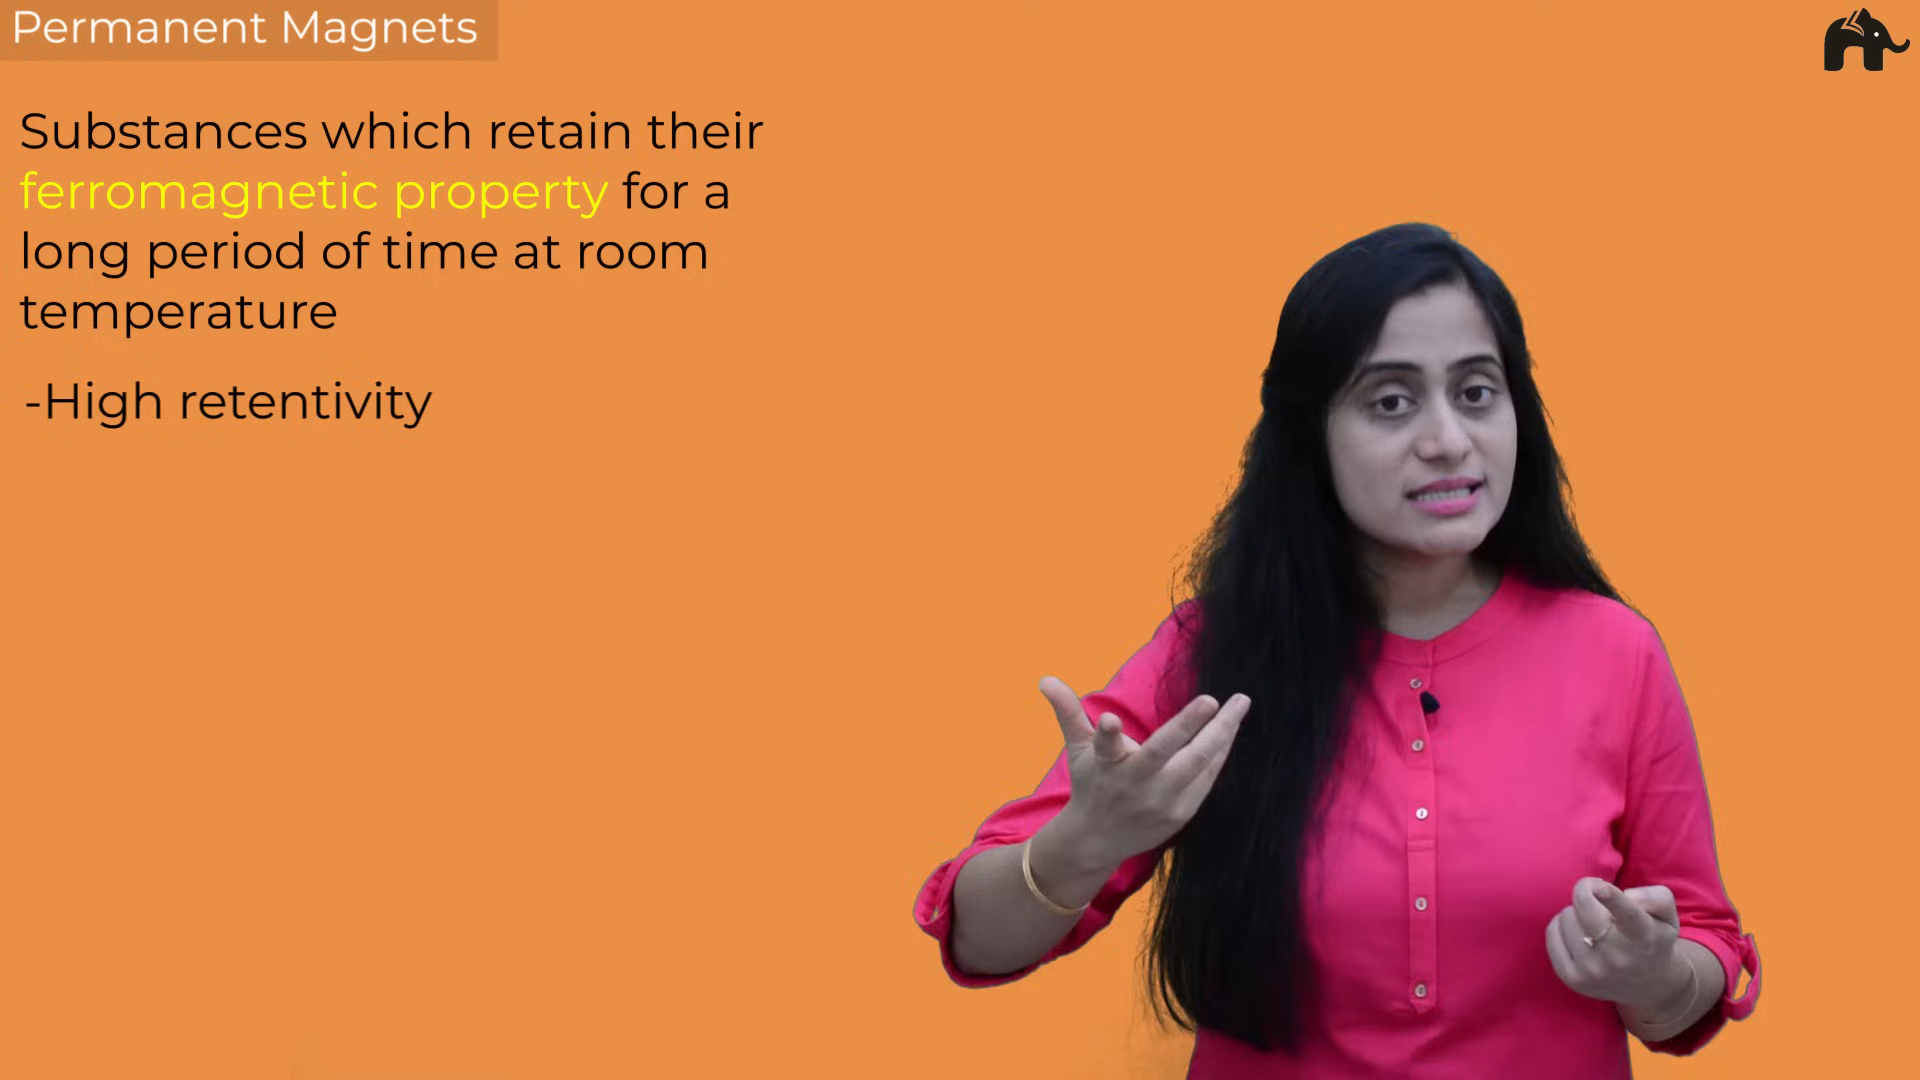 Permanent Magnets
Substances which retain their
ferromagnetic property for a
long period of time at room
temperature
-High retentivity